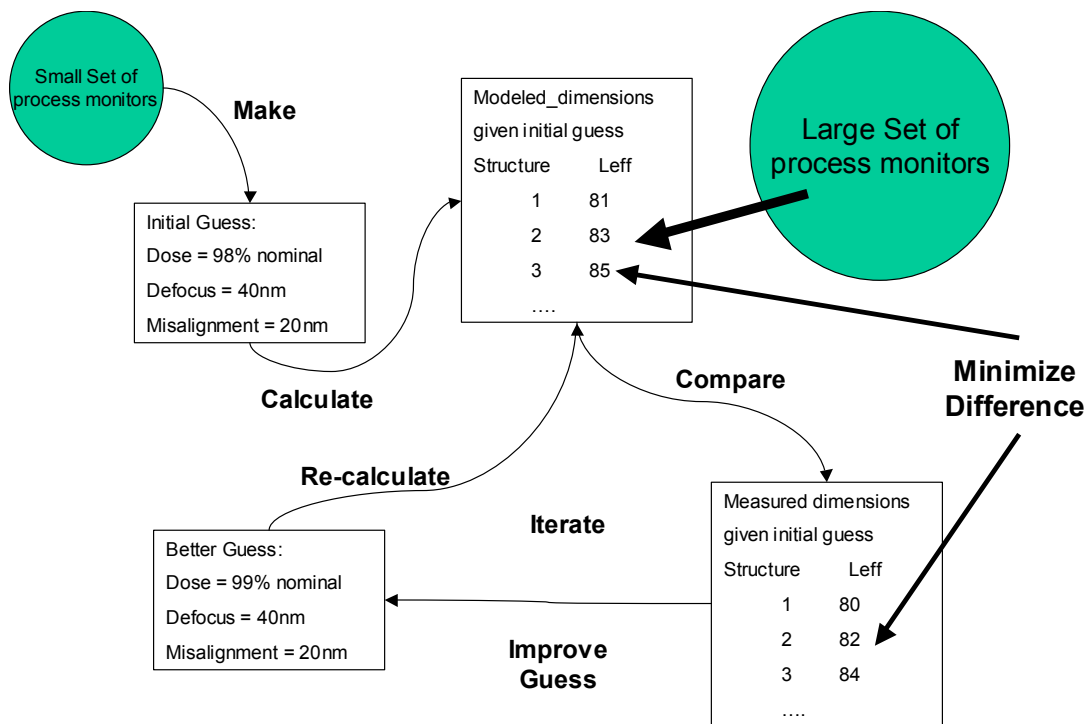 Small Set of
process monitors
Make
Initial Guess:
Dose = 98% nominal
Defocus = 40nm
Misalignment = 20nm
Calculate
Modeled_dimensions
given initial guess
Structure Leff
1 81
2 83
3 85
....
Large Set of
process monitors
Compare
Minimize
Difference
Re-calculate
Iterate
Better Guess:
Dose = 99% nominal
Defocus = 40nm
Misalignment = 20nm
Improve
Guess
Measured dimensions
given initial guess
Structure Leff
1 80
2 82
3 84
....